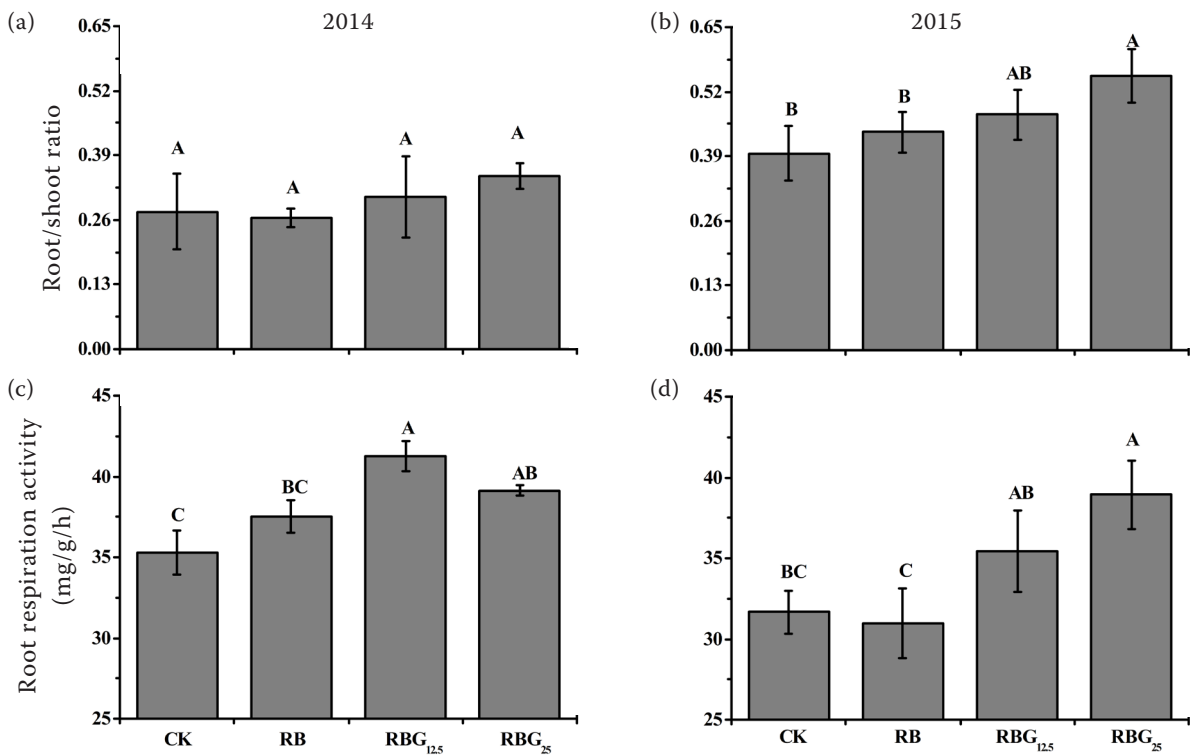 (a) 2014 (b) 2015
0.65
0.52
0.39
0.26
0.13
0.00
Root/shoot ratio
A A A A
0.65
0.52
0.39
0.26
0.13
0.00
B B AB A
(c) (d)
45
40
35
30
25
Root respiration activity
(mg/g/h)
C BC A AB
CK RB RBG12.5 RBG25
45
40
35
30
25
BC C AB A
CK RB RBG12.5 RBG25